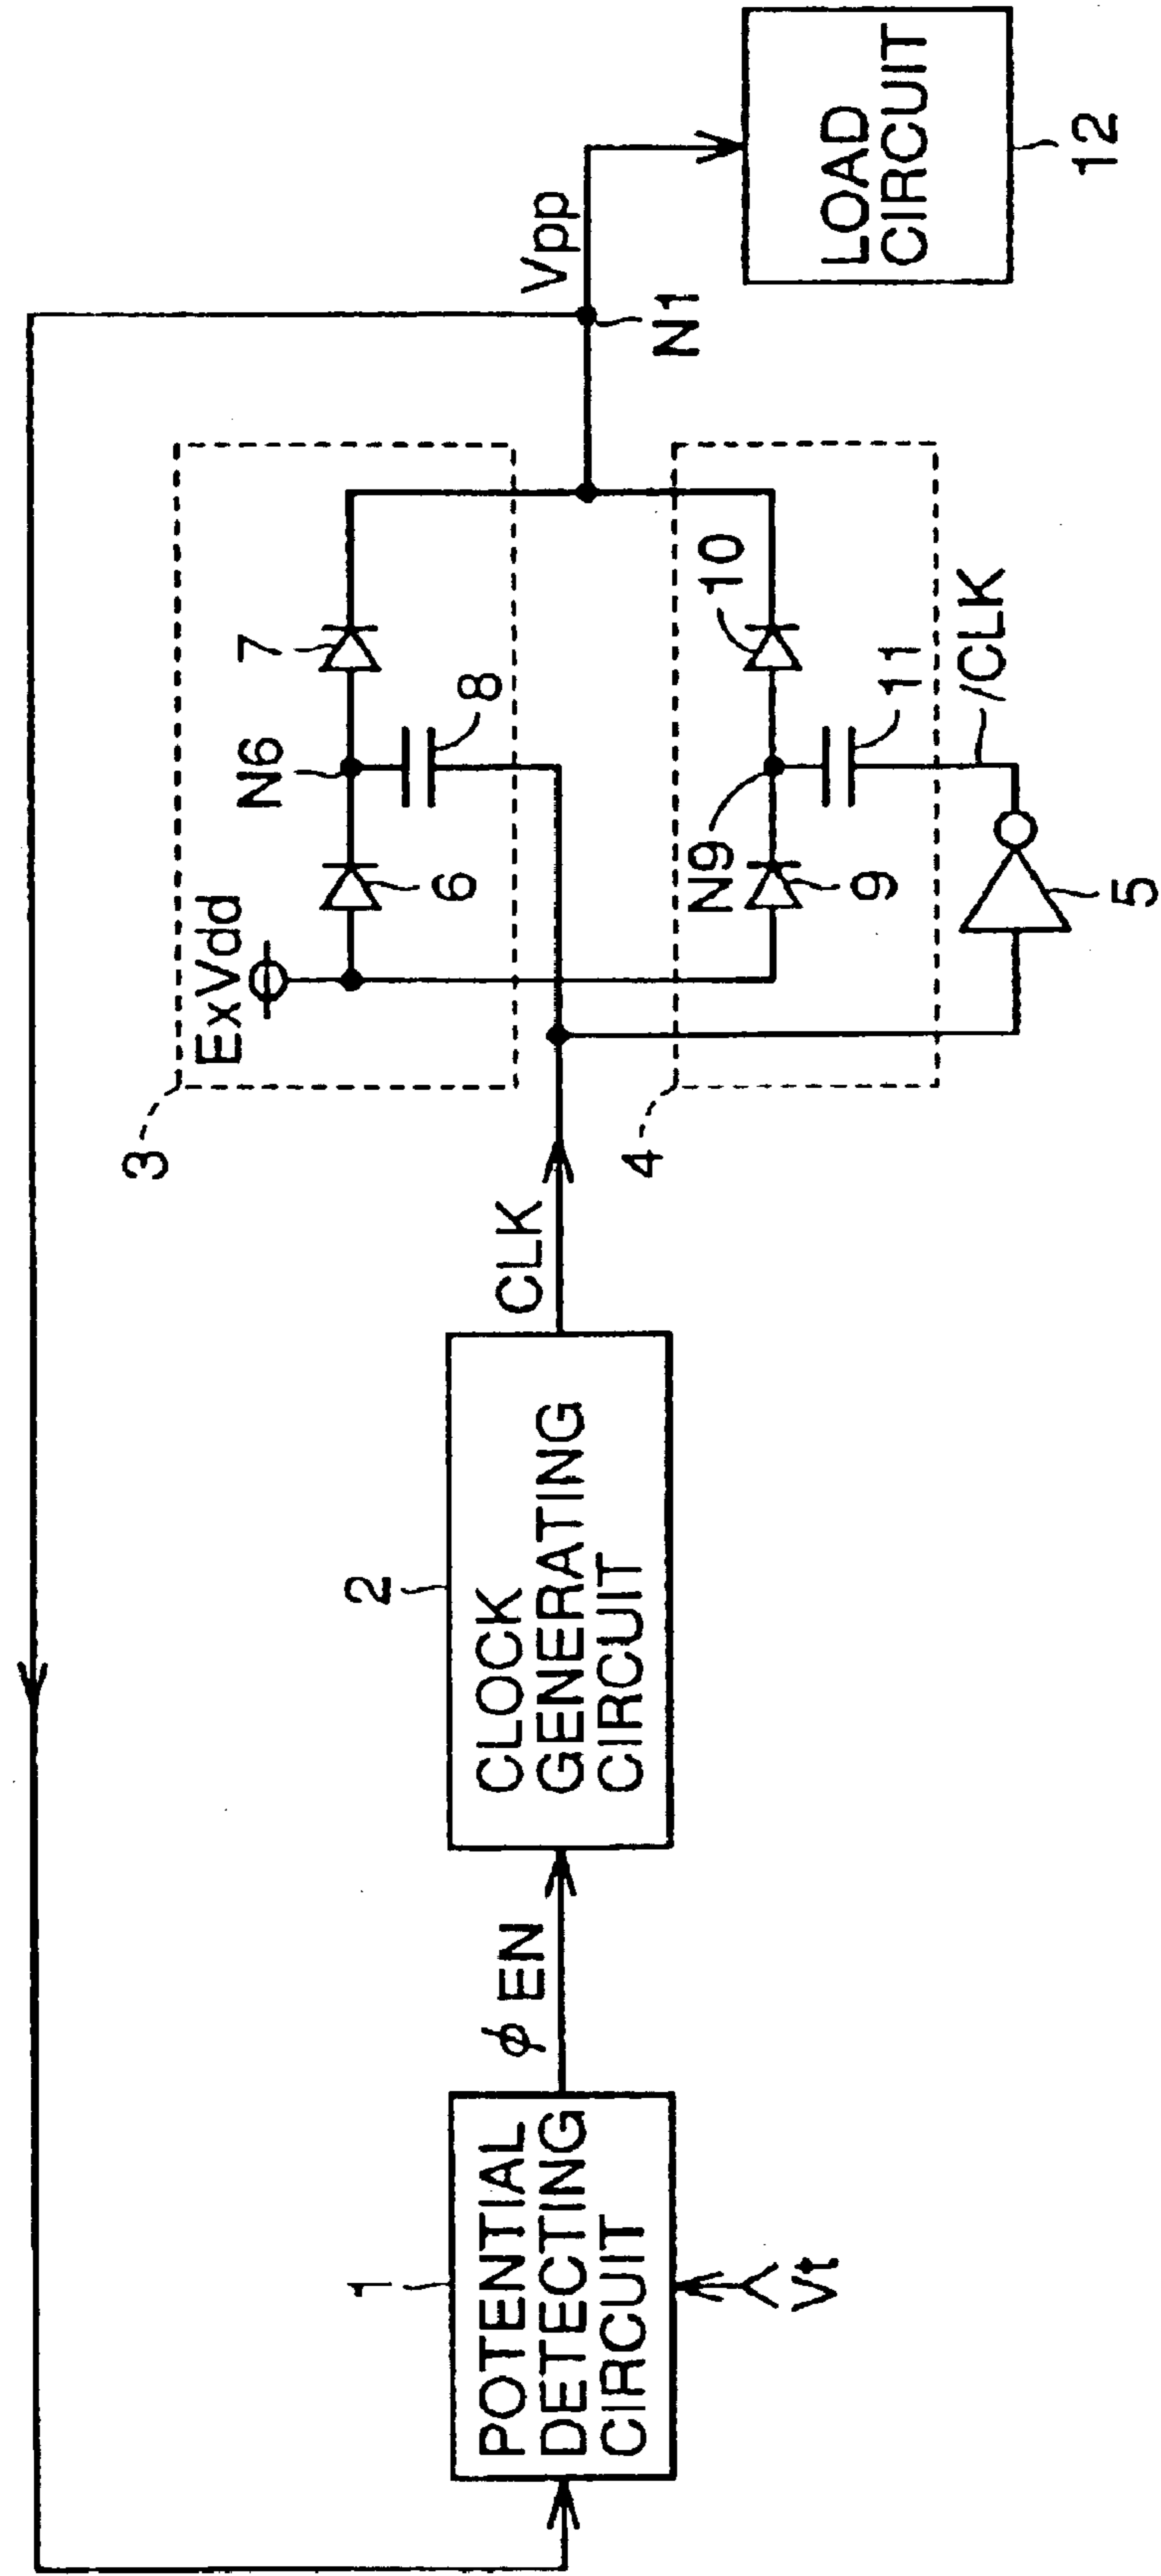 1
POTENTIAL
DETECTING
CIRCUIT
Vt
φ EN
2
CLOCK
GENERATING
CIRCUIT
CLK
3
ExVdd
6
N6
7
8
4
N9
9
10
11
/CLK
5
Vpp
N1
LOAD
CIRCUIT
12